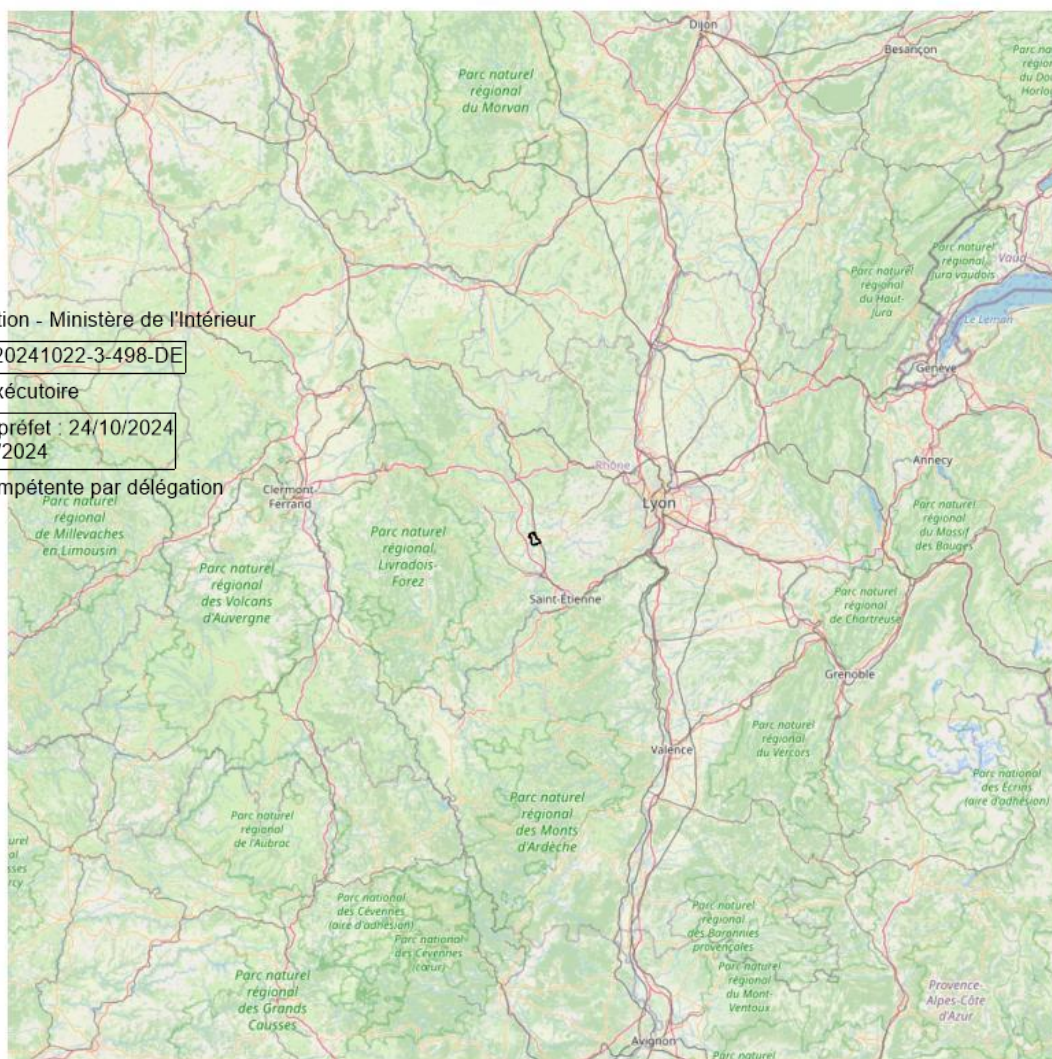 Dijon
Besançon
Parc naturel
régional
du Morvan
Parc naturel
régional
Jura vaudois
Vaud
Parc naturel
régional
du Haut-
Jura
Le Léman
Genève
tion - Ministère de l'Intérieur
20241022-3-498-DE
xécutoire
préfet : 24/10/2024
/2024
mpétente par délégation
Rhône
Lyon
Annecy
Clermont-
Ferrand
Parc naturel
régional
de Millevaches
en Limousin
Parc naturel
régional
Livradois-
Forez
Parc naturel
régional
du Massif
des Bauges
Parc naturel
régional
des Volcans
d'Auvergne
Saint-Étienne
Parc naturel
régional
de Chartreuse
Grenoble
Parc naturel
régional
du Vercors
Valence
Parc national
des Écrins
(aire d'adhésion)
Parc naturel
régional
des Monts
d'Ardèche
Parc naturel
régional
de l'Aubrac
Parc national
des Cévennes
(aire d'adhésion)
Parc national
des Cévennes
(cœur)
Parc naturel
régional
des Baronnies
provençales
Parc naturel
régional
des Grands
Causses
Parc naturel
régional
du Mont-
Ventoux
Provence-
Alpes-Côte
d'Azur
Avignon
Parc naturel